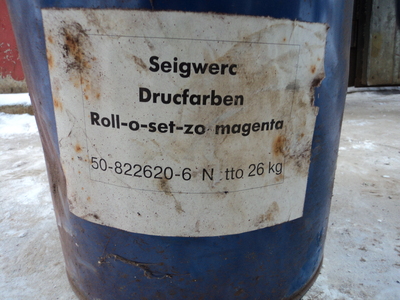 Seigwerc
Drucfarben
Roll-o-set-zo magenta
50-822620-6 N tto 26 kg